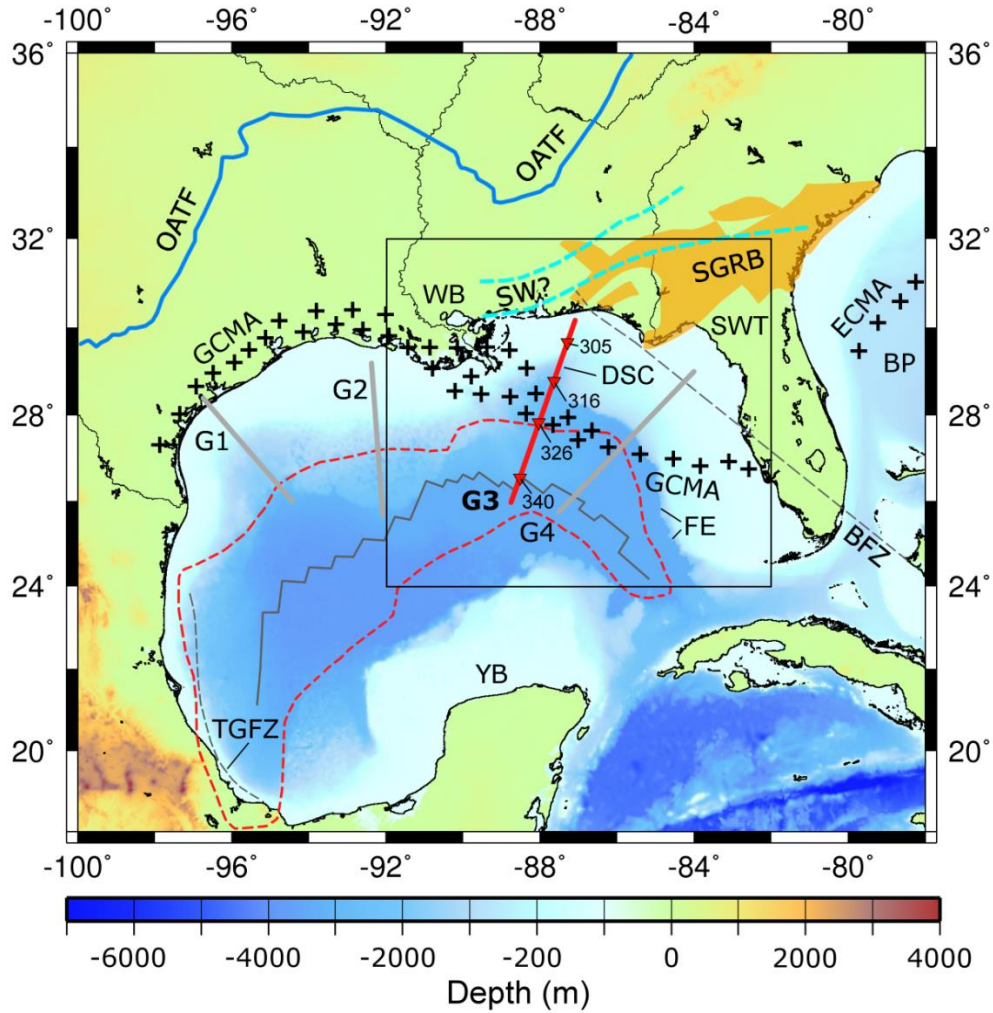 -100° -96° -92° -88° -84° -80°
36° 36°
OATF
OATF
32° 32°
SGRB
WB SW?
SWT
ECMA
GCMA
BP
305
DSC
G2
316
28° 28°
G1
326
GCMA
G3 340
FE
G4
BFZ
24° 24°
YB
TGFZ
20° 20°
-100° -96° -92° -88° -84° -80°
-6000 -4000 -2000 0 2000 4000
Depth (m)